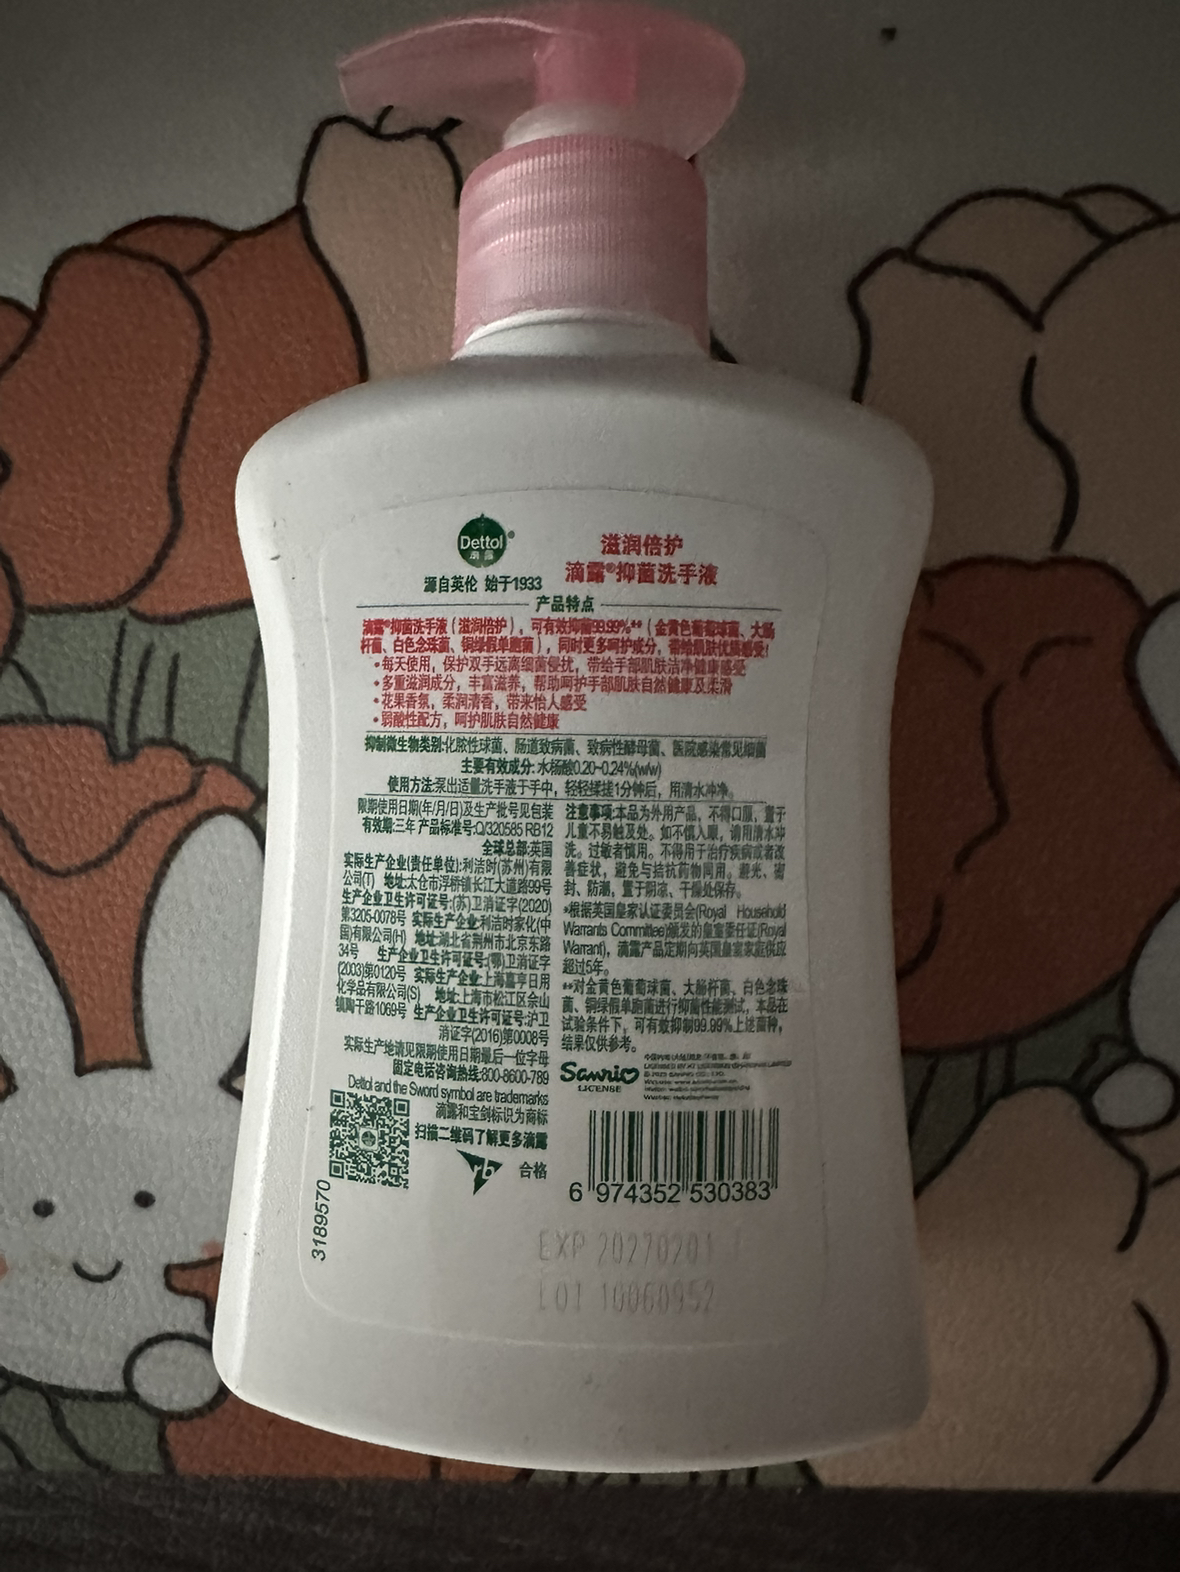 Dettol
滴露
源自英伦 始于1933
滋润倍护
滴露®抑菌洗手液
产品特点
滴露®抑菌洗手液（滋润倍护），可有效抑菌99.99%**（金黄色葡萄球菌、大肠
杆菌、白色念珠菌、铜绿假单胞菌），同时更多呵护成分，带给肌肤优质感受！
•每天使用，保护双手远离细菌侵扰，带给手部肌肤洁净健康感受
•多重滋润成分，丰富滋养，帮助呵护手部肌肤自然健康及柔滑
•花果香氛，柔润清香，带来怡人感受
•弱酸性配方，呵护肌肤自然健康
抑制微生物类别:化脓性球菌、肠道致病菌、致病性酵母菌、医院感染常见细菌
主要有效成分: 水杨酸0.20~0.24%(w/w)
使用方法:泵出适量洗手液于手中，轻轻揉搓1分钟后，用清水冲净。
限期使用日期(年/月/日)及生产批号见包装
有效期:三年 产品标准号:Q/320585 RB12
全球总部:英国
实际生产企业(责任单位):利洁时(苏州)有限
公司(T) 地址:太仓市浮桥镇长江大道路99号
生产企业卫生许可证号:(苏)卫消证字(2020)
第3205-0078号 实际生产企业:利洁时家化(中
国)有限公司(H) 地址:湖北省荆州市北京东路
34号 生产企业卫生许可证号:(鄂)卫消证字
(2003)第0120号 实际生产企业:上海嘉亨日用
化学品有限公司(S) 地址:上海市松江区佘山
镇陶干路1069号 生产企业卫生许可证号:沪卫
消证字(2016)第0008号
实际生产地请见限期使用日期最后一位字母
固定电话咨询热线:800-8600-789
Dettol and the Sword symbol are trademarks
滴露和宝剑标识为商标
扫描二维码了解更多滴露
rb 合格
3189570
注意事项:本品为外用产品，不得口服，置于
儿童不易触及处。如不慎入眼，请用清水冲
洗。过敏者慎用。不得用于治疗疾病或者改
善症状，避免与拮抗药物同用。避光、密
封、防潮，置于阴凉、干燥处保存。
*根据英国皇家认证委员会(Royal Household
Warrants Committee)颁发的皇室委任证(Royal
Warrant)，滴露产品定期向英国皇室家庭供应
超过5年。
**对金黄色葡萄球菌、大肠杆菌、白色念珠
菌、铜绿假单胞菌进行抑菌性能测试，本品在
试验条件下，可有效抑制99.99%上述菌种，
结果仅供参考。
Sanrio
LICENSE
6 974352 530383
EXP 20270201
LOT 10060952